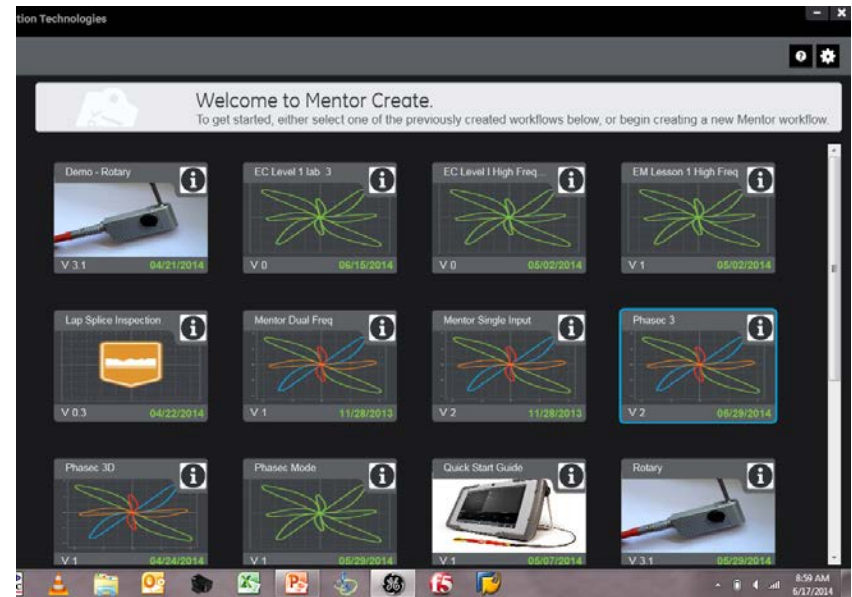 tion Technologies
Welcome to Mentor Create.
To get started, either select one of the previously created workflows below, or begin creating a new Mentor workflow.
Demo - Rotary
V 3.1 04/21/2014
EC Level 1 lab 3
V 0 06/15/2014
EC Level I High Freq...
V 0 05/02/2014
EM Lesson 1 High Freq
V 1 05/02/2014
Lap Splice Inspection
V 0.3 04/22/2014
Mentor Dual Freq
V 1 11/28/2013
Mentor Single Input
V 2 11/28/2013
Phasec 3
V 2 05/29/2014
Phasec 3D
V 1 04/24/2014
Phasec Mode
V 1 05/29/2014
Quick Start Guide
V 1 05/07/2014
Rotary
V 3.1 05/29/2014
8:59 AM
6/17/2014